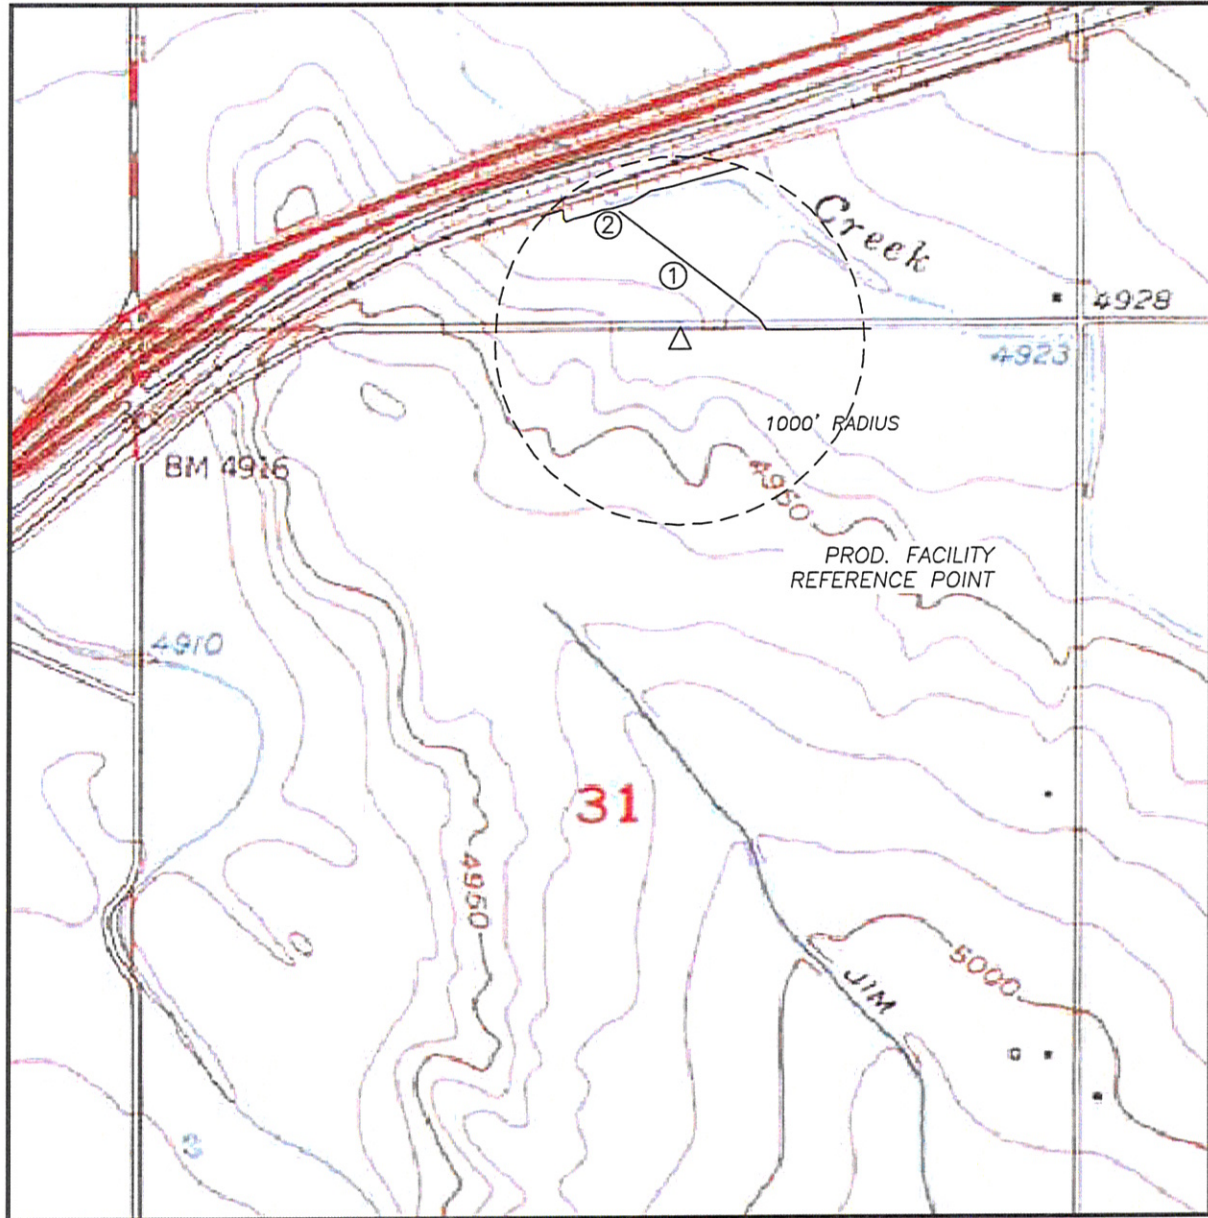 Creek
②
①
4928
4923
1000' RADIUS
BM 4916
4950
PROD. FACILITY
REFERENCE POINT
4910
31
4950
JIM
5000